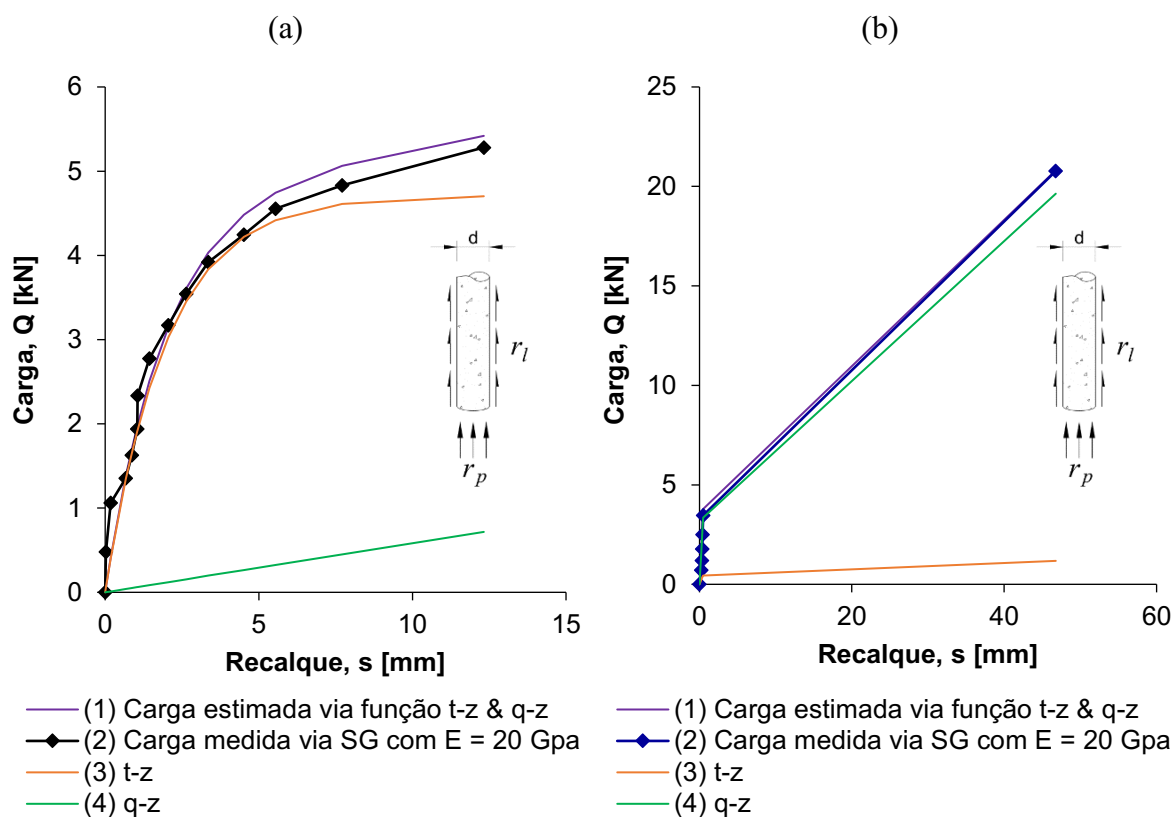 (a)
6
5
4
3
2
1
0
Carga, Q [kN]
0 5 10 15
Recalque, s [mm]
d
r_l
r_p
(1) Carga estimada via função t-z & q-z
(2) Carga medida via SG com E = 20 Gpa
(3) t-z
(4) q-z
(b)
25
20
15
10
5
0
Carga, Q [kN]
0 20 40 60
Recalque, s [mm]
d
r_l
r_p
(1) Carga estimada via função t-z & q-z
(2) Carga medida via SG com E = 20 Gpa
(3) t-z
(4) q-z